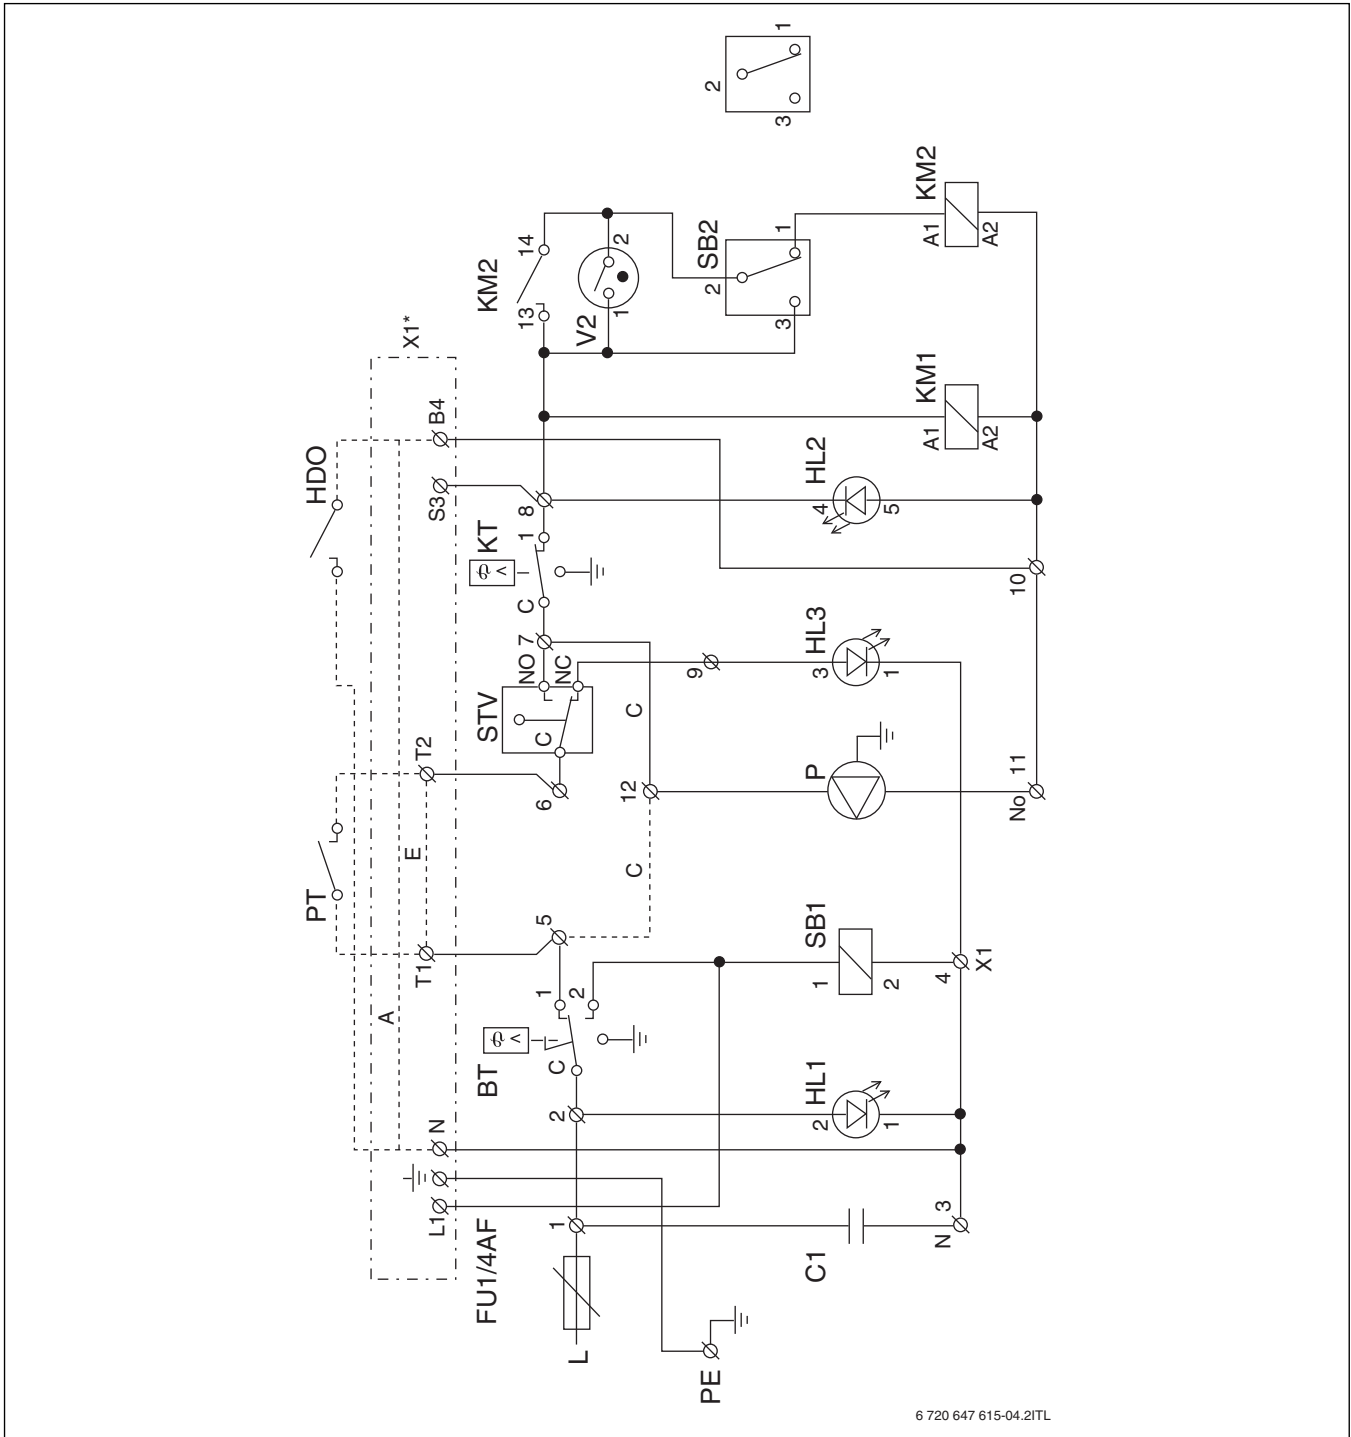 1
2
3
KM2
A1
A2
14
KM2
13
2
V2
1
SB2
1
2
3
X1*
KM1
A1
A2
B4
HDO
S3
HL2
4
5
8
KT
1
ϑ <
C
10
NO 7
NC
STV
C
9
HL3
3
1
C
T2
6
12
P
No 11
E
C
PT
5
T1
1
2
SB1
1
2
4
X1
A
ϑ <
BT
C
2
HL1
2
1
N
L1
FU1/4AF
1
C1
N 3
L
PE
6 720 647 615-04.2ITL